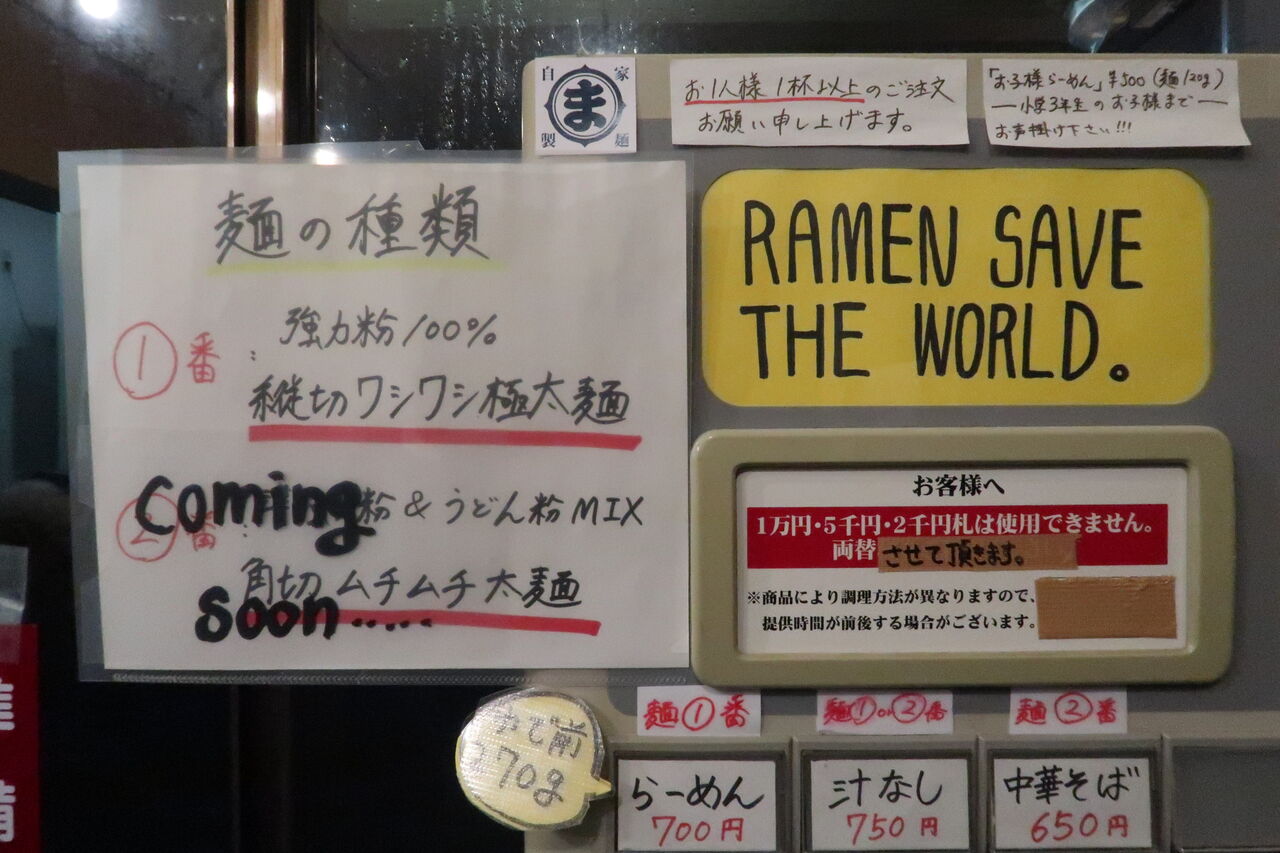 麺の種類
①番: 強力粉100%
縦切ワシワシ極太麺
②番: 粉&うどん粉MIX
角切ムチムチ太麺
coming
soon.....
自家
ま
製麺
お1人様1杯以上のご注文
お願い申し上げます。
「お子様らーめん」¥500(麺120g)
―小学3年生のお子様まで―
お声掛け下さい!!!
RAMEN SAVE
THE WORLD.
お客様へ
1万円・5千円・2千円札は使用できません。
両替させて頂きます。
※商品により調理方法が異なりますので、
提供時間が前後する場合がございます。
麺①番
麺①or②番
麺②番
ゆで前
270g
らーめん
700円
汁なし
750円
中華そば
650円